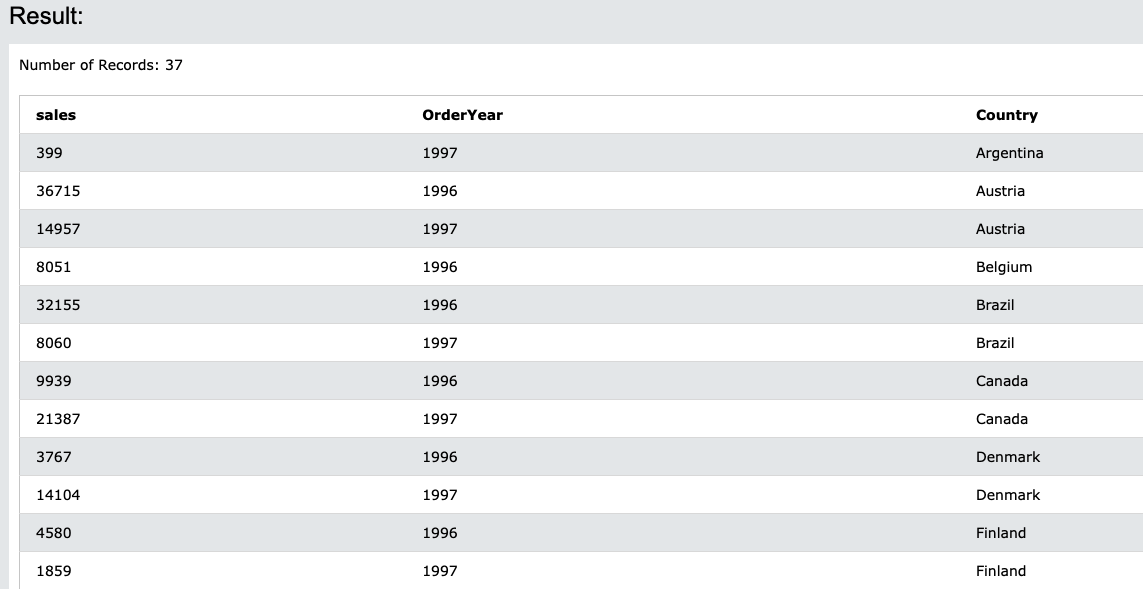 Result:
Number of Records: 37
sales OrderYear Country
399 1997 Argentina
36715 1996 Austria
14957 1997 Austria
8051 1996 Belgium
32155 1996 Brazil
8060 1997 Brazil
9939 1996 Canada
21387 1997 Canada
3767 1996 Denmark
14104 1997 Denmark
4580 1996 Finland
1859 1997 Finland